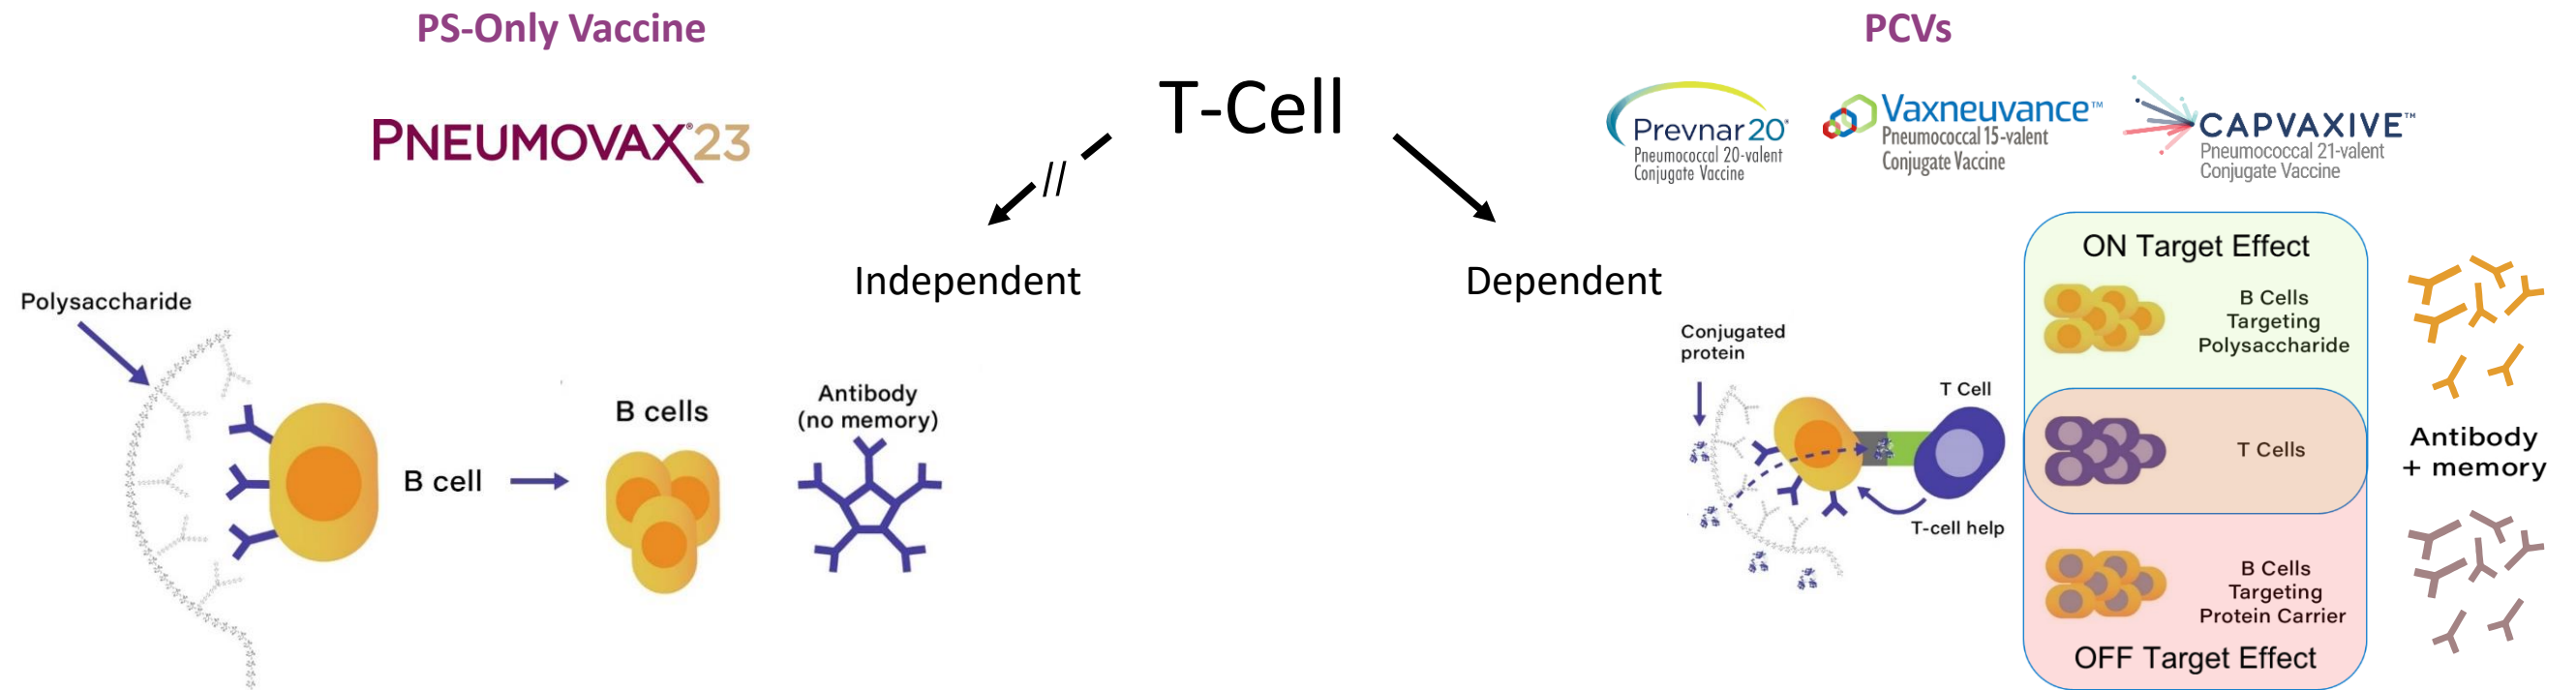 PS-Only Vaccine
PNEUMOVAX®23
T-Cell
PCVs
Prevnar 20®
Pneumococcal 20-valent
Conjugate Vaccine
Vaxneuvance™
Pneumococcal 15-valent
Conjugate Vaccine
CAPVAXIVE™
Pneumococcal 21-valent
Conjugate Vaccine
//
Independent
Dependent
Polysaccharide
B cell
B cells
Antibody
(no memory)
Conjugated
protein
T Cell
T-cell help
ON Target Effect
B Cells
Targeting
Polysaccharide
T Cells
B Cells
Targeting
Protein Carrier
OFF Target Effect
Antibody
+ memory